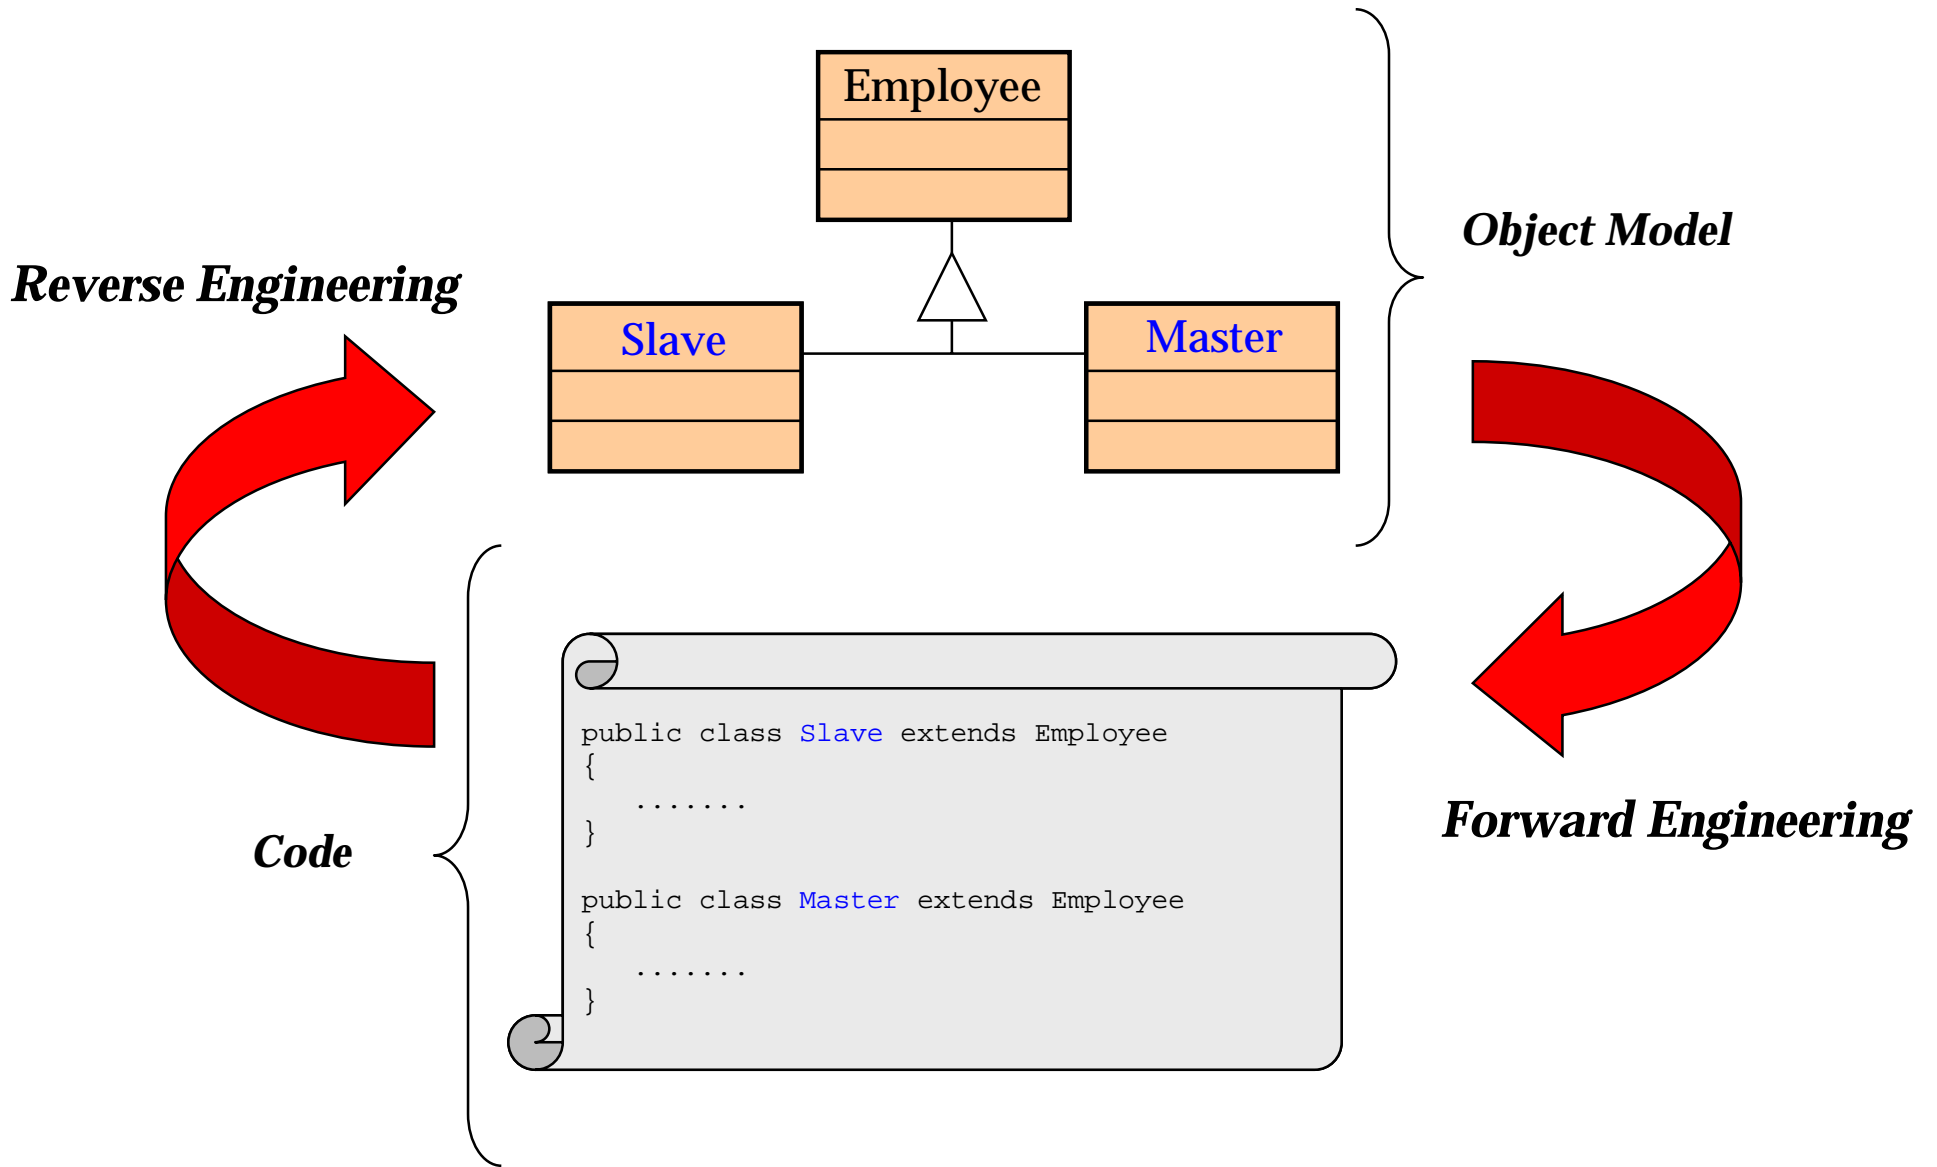 Employee
Object Model
Reverse Engineering
Slave
Master
public class Slave extends Employee
{
.......
}
public class Master extends Employee
{
.......
}
Code
Forward Engineering